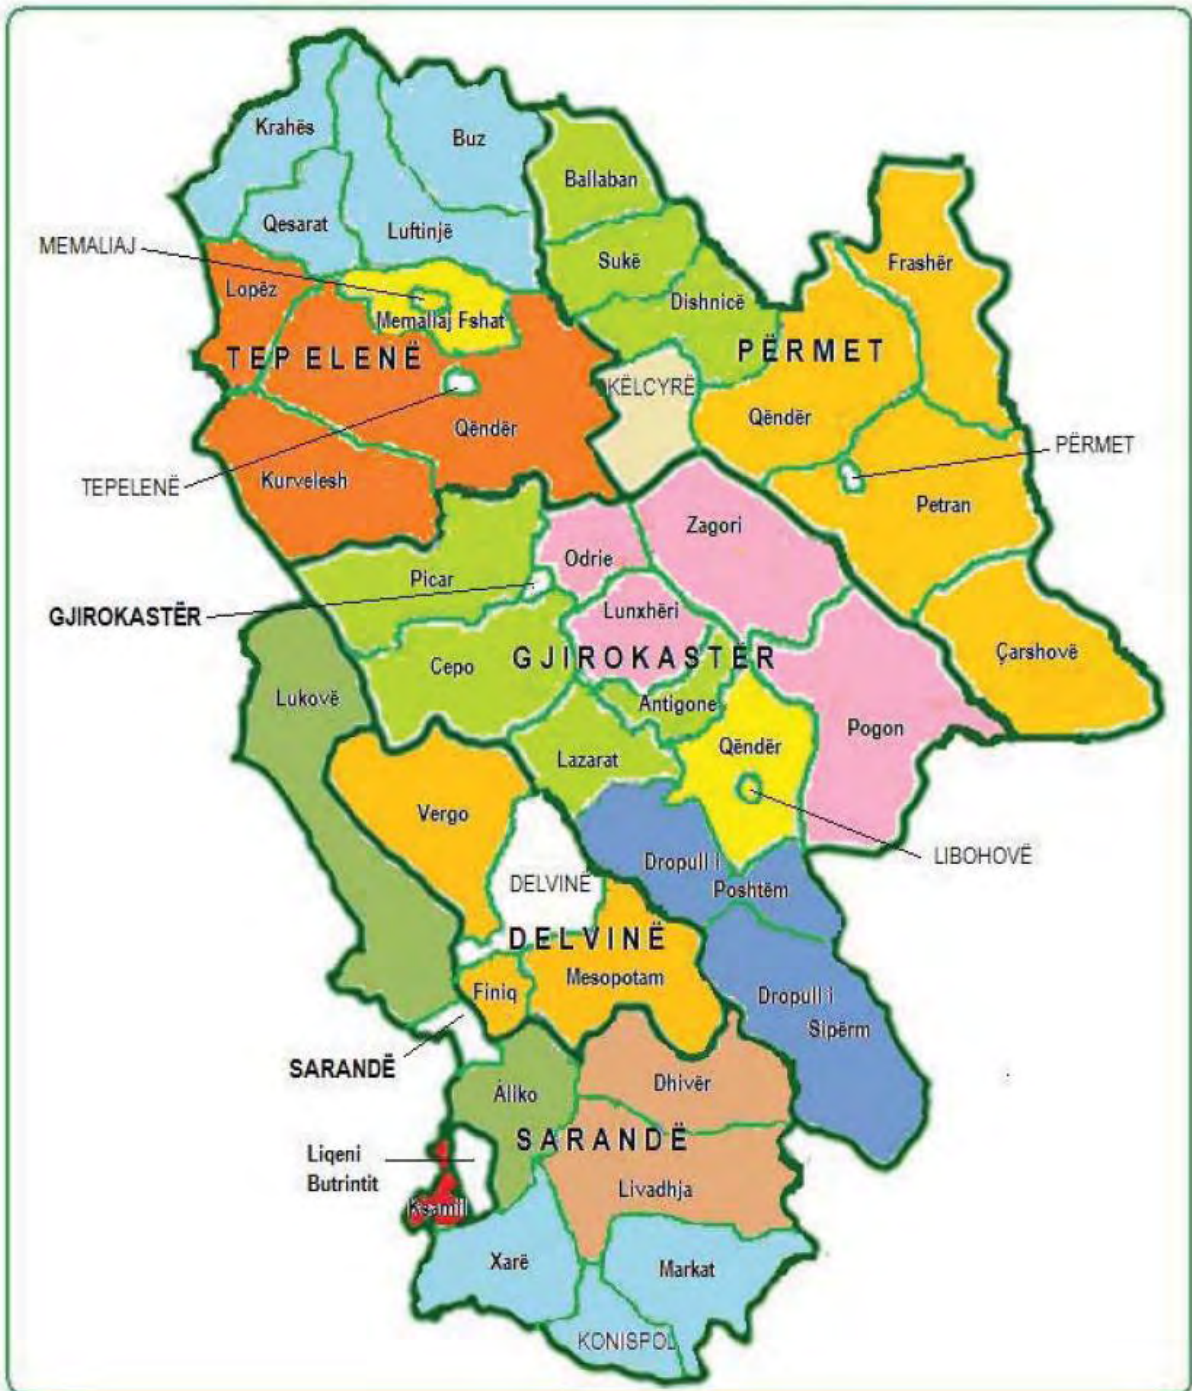 Krahës
Buz
Ballaban
Qesarat
Luftinjë
MEMALIAJ
Sukë
Frashër
Lopëz
Dishnicë
Memaliaj Fshat
TEPELENË
PËRMET
KËLCYRË
Qëndër
Qëndër
PËRMET
TEPELENË
Kurvelesh
Petran
Zagori
Odrie
Picar
GJIROKASTËR
Lunxhëri
Cepo
GJIROKASTËR
Çarshovë
Lukovë
Antigone
Pogon
Qëndër
Lazarat
Vergo
LIBOHOVË
Dropull i
Poshtëm
DELVINË
DELVINË
Mesopotam
Finiq
Dropull i
Sipërm
SARANDË
Dhivër
Aliko
SARANDË
Liqeni
Butrintit
Livadhja
Ksamil
Xarë
Markat
KONISPOL